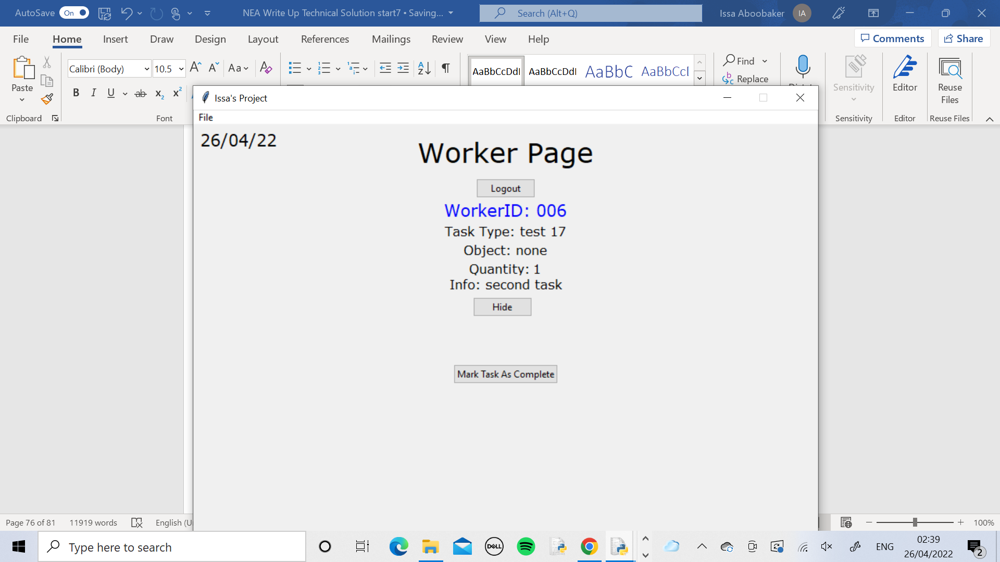 AutoSave On NEA Write Up Technical Solution start7 • Saving... Search (Alt+Q) Issa Aboobaker IA
File Home Insert Draw Design Layout References Mailings Review View Help Comments Share
Calibri (Body) 10.5 Aa AaBbCcDdI AaBbCcDdI AaBbC AaBbCcI Find
Paste B I U ab Replace Sensitivity Editor Reuse Files
Clipboard Font Sensitivity Editor Reuse Files
Issa's Project
File
26/04/22
Worker Page
Logout
WorkerID: 006
Task Type: test 17
Object: none
Quantity: 1
Info: second task
Hide
Mark Task As Complete
Page 76 of 81 11919 words English 100%
Type here to search DELL ENG 02:39
26/04/2022 2